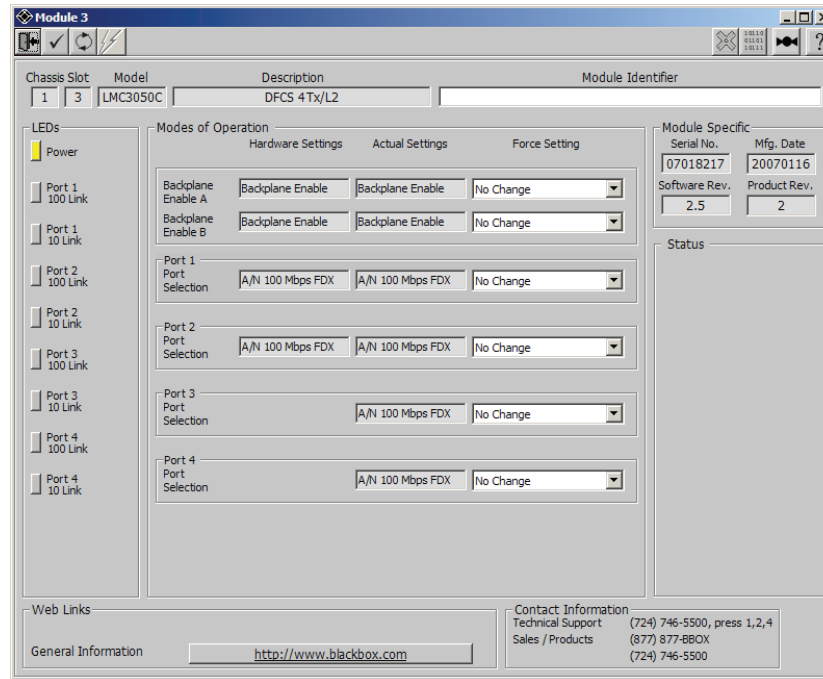 Module 3
10110
01101
10111
?
Chassis Slot Model Description Module Identifier
1 3 LMC3050C DFCS 4Tx/L2
LEDs
Power
Port 1
100 Link
Port 1
10 Link
Port 2
100 Link
Port 2
10 Link
Port 3
100 Link
Port 3
10 Link
Port 4
100 Link
Port 4
10 Link
Modes of Operation
Hardware Settings Actual Settings Force Setting
Backplane
Enable A
Backplane Enable Backplane Enable No Change
Backplane
Enable B
Backplane Enable Backplane Enable No Change
Port 1
Port
Selection
A/N 100 Mbps FDX A/N 100 Mbps FDX No Change
Port 2
Port
Selection
A/N 100 Mbps FDX A/N 100 Mbps FDX No Change
Port 3
Port
Selection
A/N 100 Mbps FDX No Change
Port 4
Port
Selection
A/N 100 Mbps FDX No Change
Module Specific
Serial No. Mfg. Date
07018217 20070116
Software Rev. Product Rev.
2.5 2
Status
Web Links
General Information http://www.blackbox.com
Contact Information
Technical Support (724) 746-5500, press 1,2,4
Sales / Products (877) 877-BBOX
(724) 746-5500